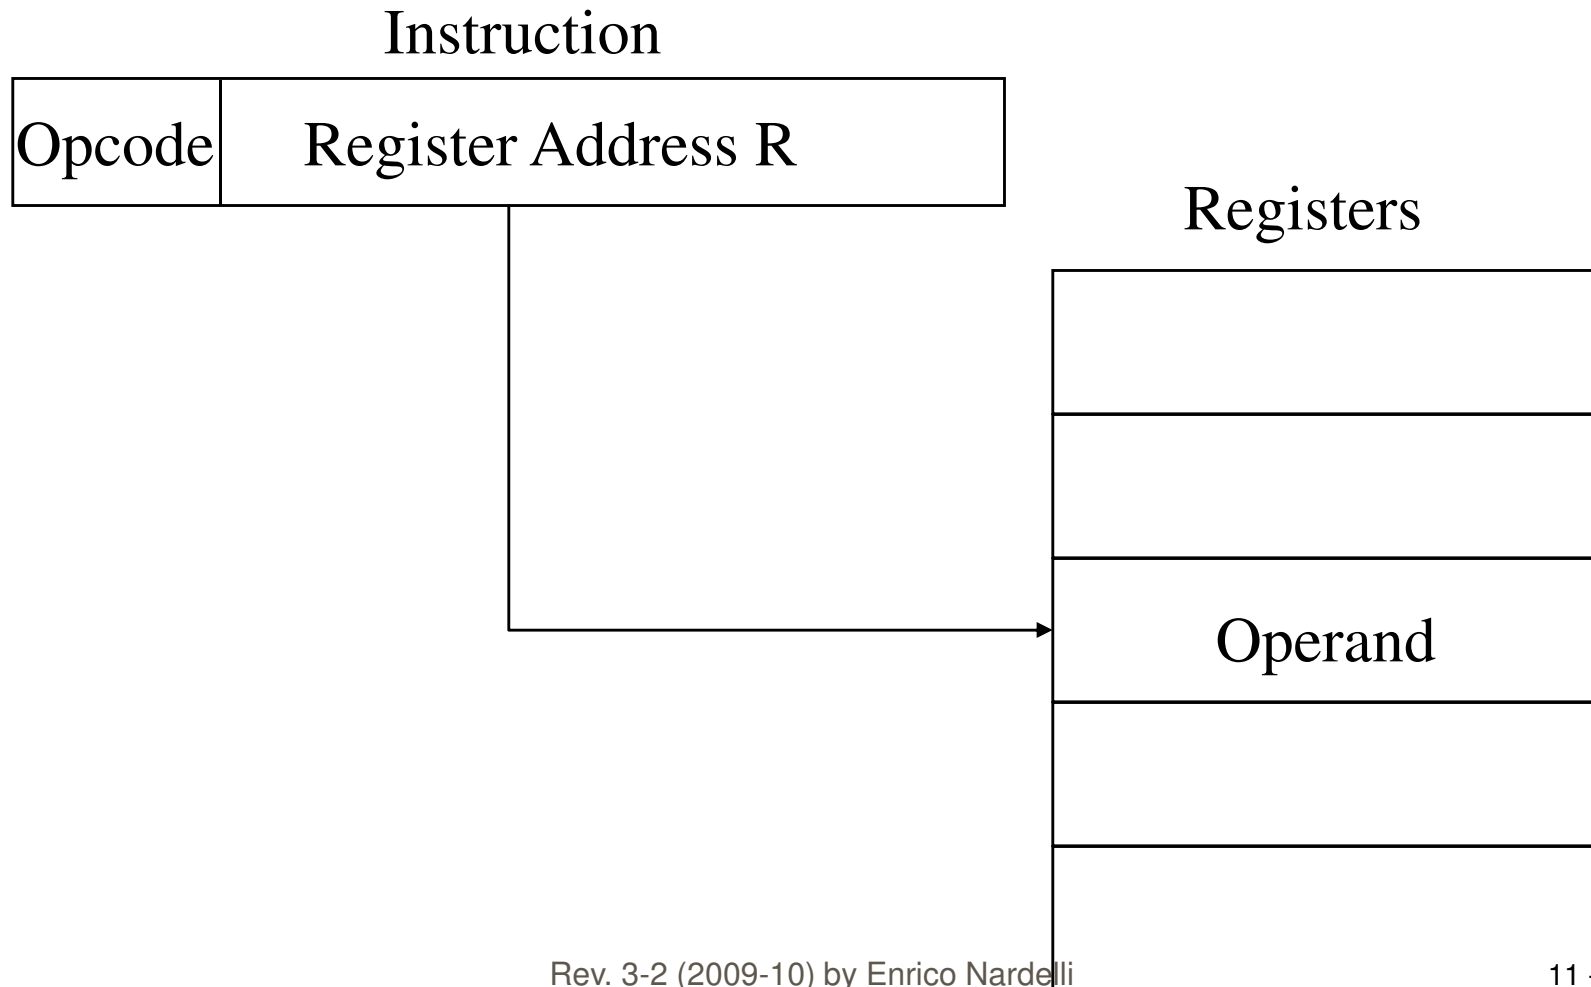 Instruction
Opcode
Register Address R
Registers
Operand
Rev. 3-2 (2009-10) by Enrico Nardelli
11 -